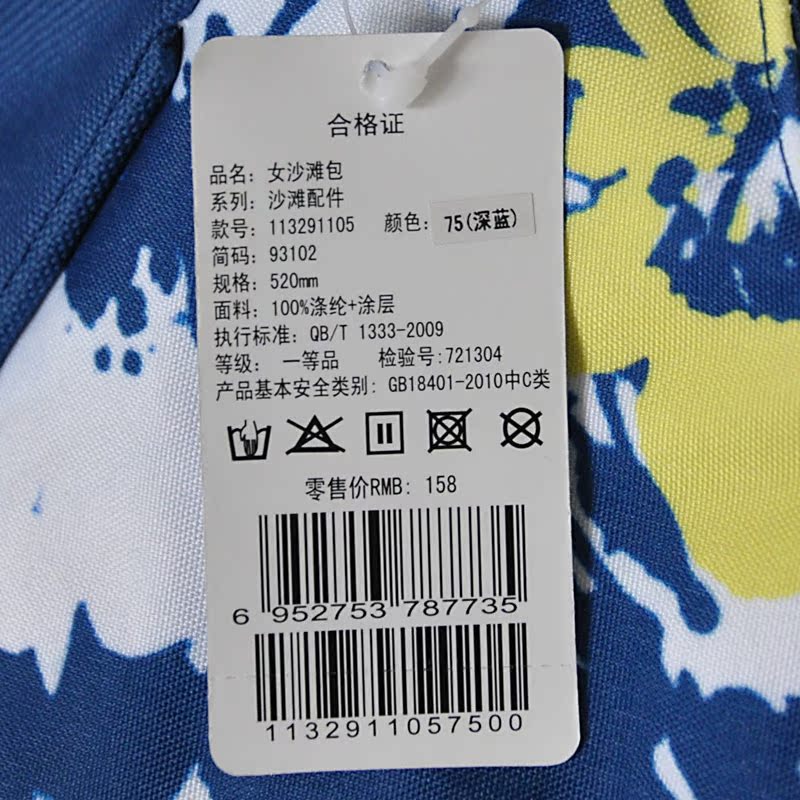 合格证
品名：女沙滩包
系列：沙滩配件
款号：113291105 颜色：75(深蓝)
简码：93102
规格：520mm
面料：100%涤纶+涂层
执行标准：QB/T 1333-2009
等级： 一等品 检验号:721304
产品基本安全类别：GB18401-2010中C类
零售价RMB: 158
6 952753 787735
1132911057500